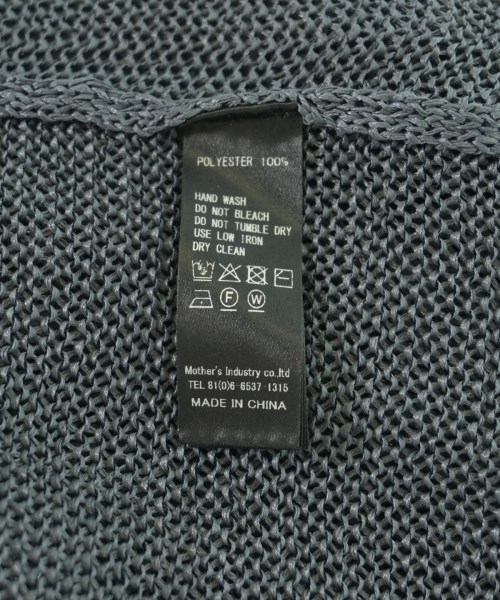 POLYESTER 100%
HAND WASH
DO NOT BLEACH
DO NOT TUMBLE DRY
USE LOW IRON
DRY CLEAN
F W
Mother's Industry co.,ltd
TEL 81(0)6-6537-1315
MADE IN CHINA